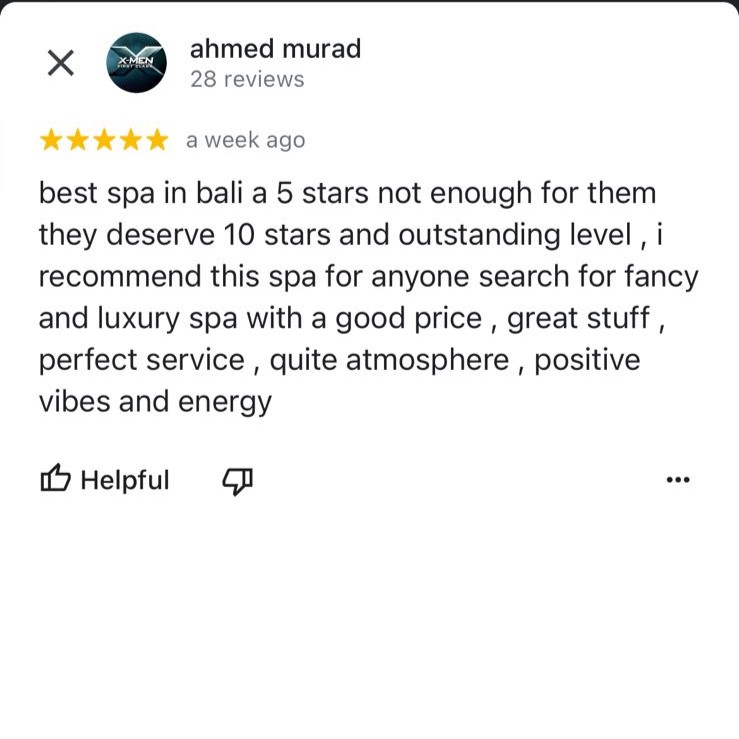 ahmed murad
X-MEN
FIRST CLASS
28 reviews
a week ago
best spa in bali a 5 stars not enough for them
they deserve 10 stars and outstanding level , i
recommend this spa for anyone search for fancy
and luxury spa with a good price , great stuff ,
perfect service , quite atmosphere , positive
vibes and energy
Helpful